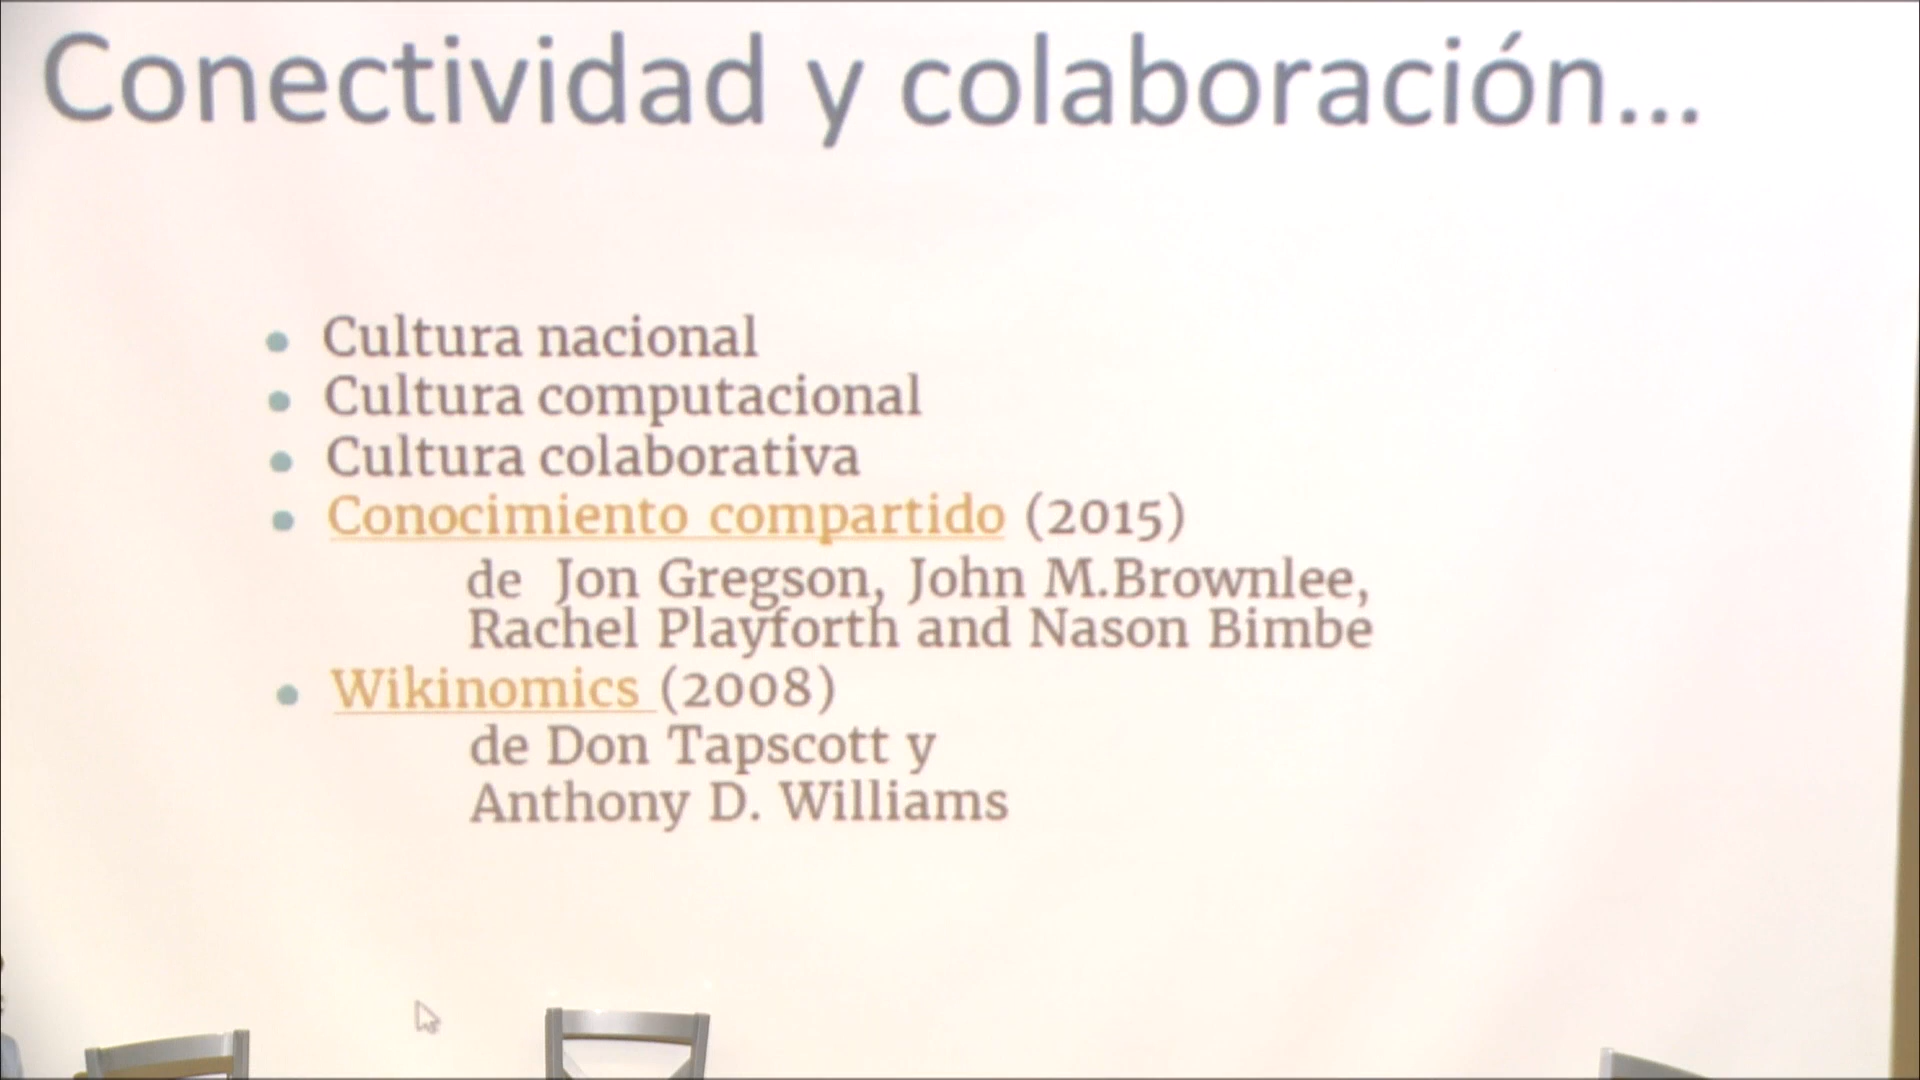 Conectividad y colaboración...
Cultura nacional
Cultura computacional
Cultura colaborativa
Conocimiento compartido (2015)
de Jon Gregson, John M.Brownlee,
Rachel Playforth and Nason Bimbe
Wikinomics (2008)
de Don Tapscott y
Anthony D. Williams